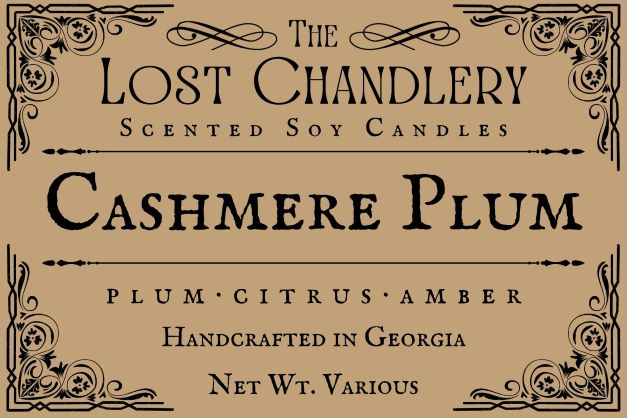 The
Lost Chandlery
Scented Soy Candles
Cashmere Plum
PLUM·CITRUS·AMBER
Handcrafted in Georgia
Net Wt. Various